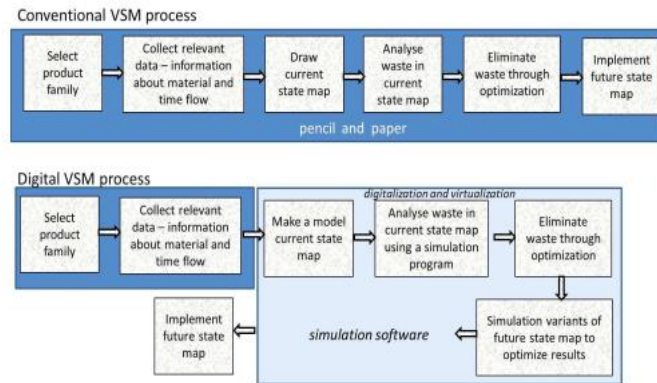 Conventional VSM process
Select
product
family
Collect relevant
data – information
about material and
time flow
Draw
current
state map
Analyse
waste in
current
state map
Eliminate
waste through
optimization
Implement
future state
map
pencil and paper
Digital VSM process
digitalization and virtualization
Select
product
family
Collect relevant
data – information
about material and
time flow
Make a model
current state
map
Analyse waste in
current state map
using a simulation
program
Eliminate
waste through
optimization
Implement
future state
map
simulation software
Simulation variants of
future state map to
optimize results